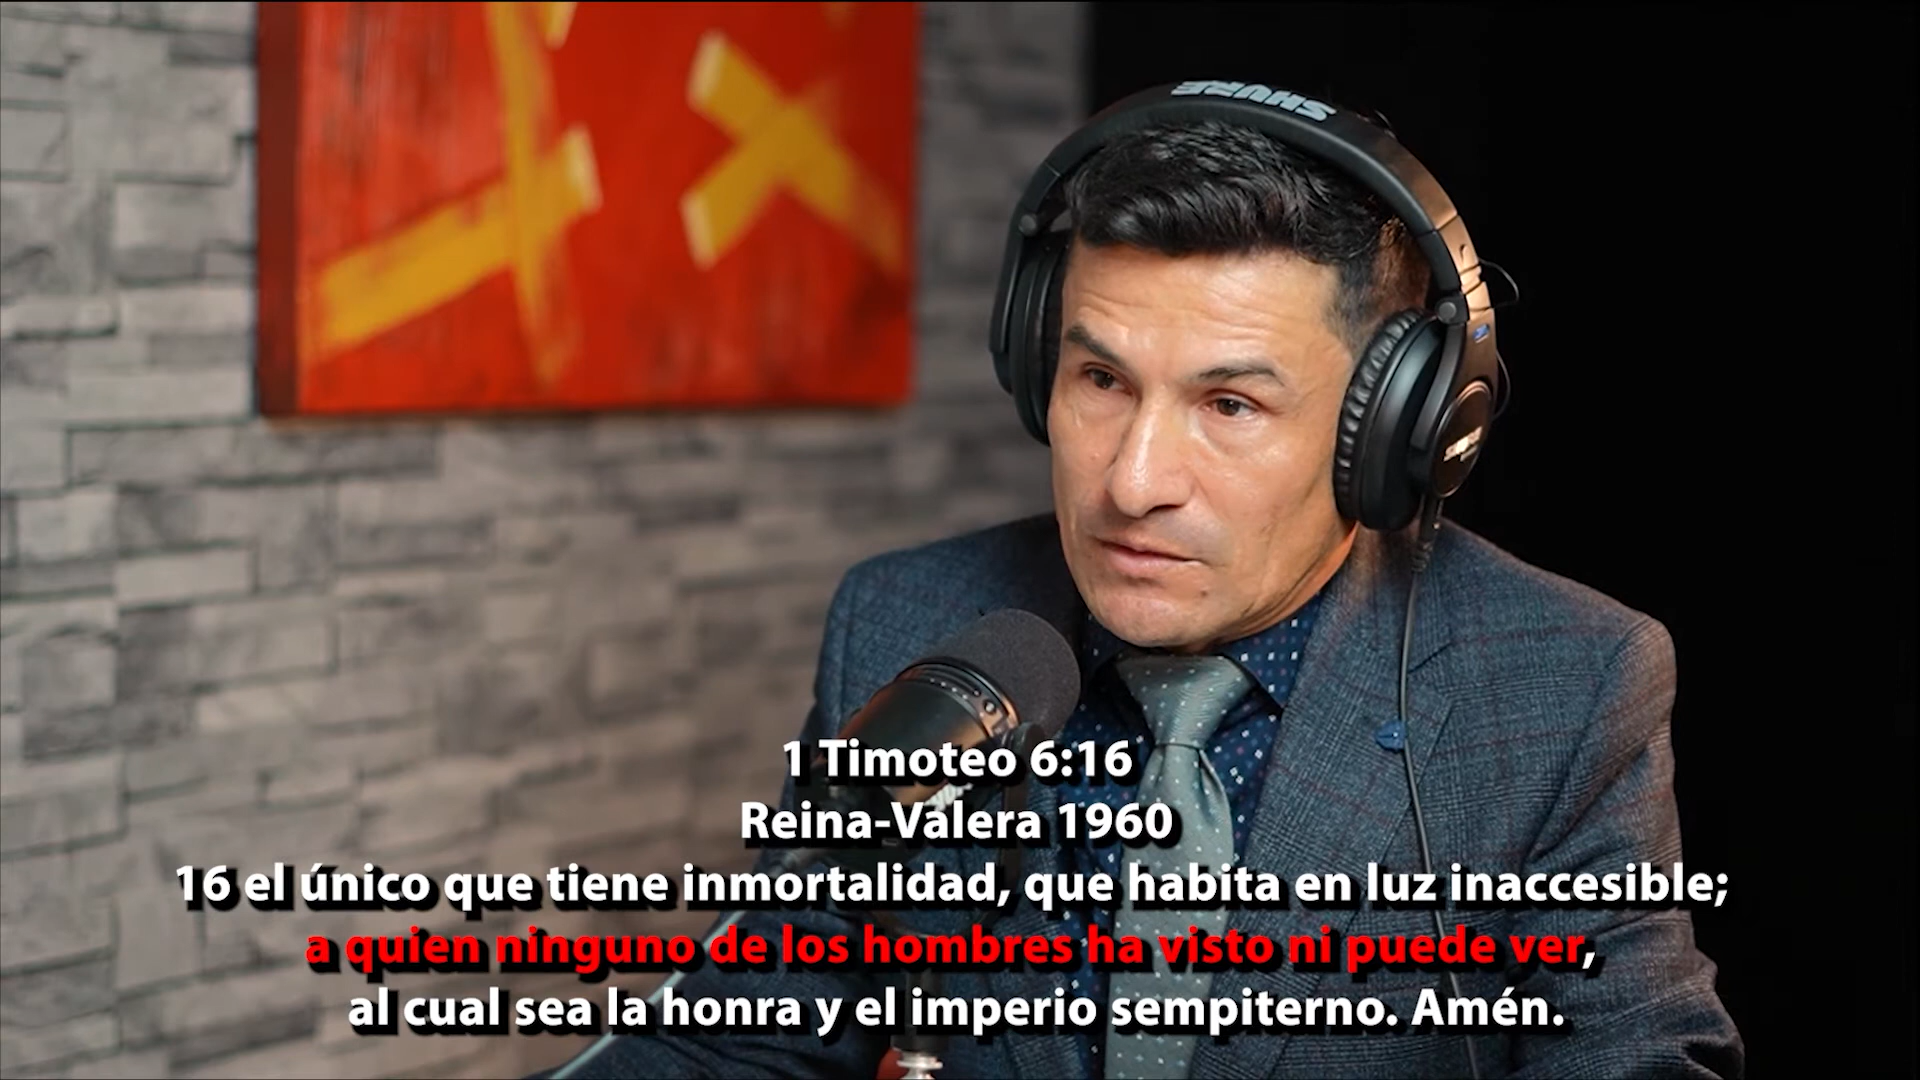 SHURE
1 Timoteo 6:16
Reina-Valera 1960
16 el único que tiene inmortalidad, que habita en luz inaccesible;
a quien ninguno de los hombres ha visto ni puede ver,
al cual sea la honra y el imperio sempiterno. Amén.